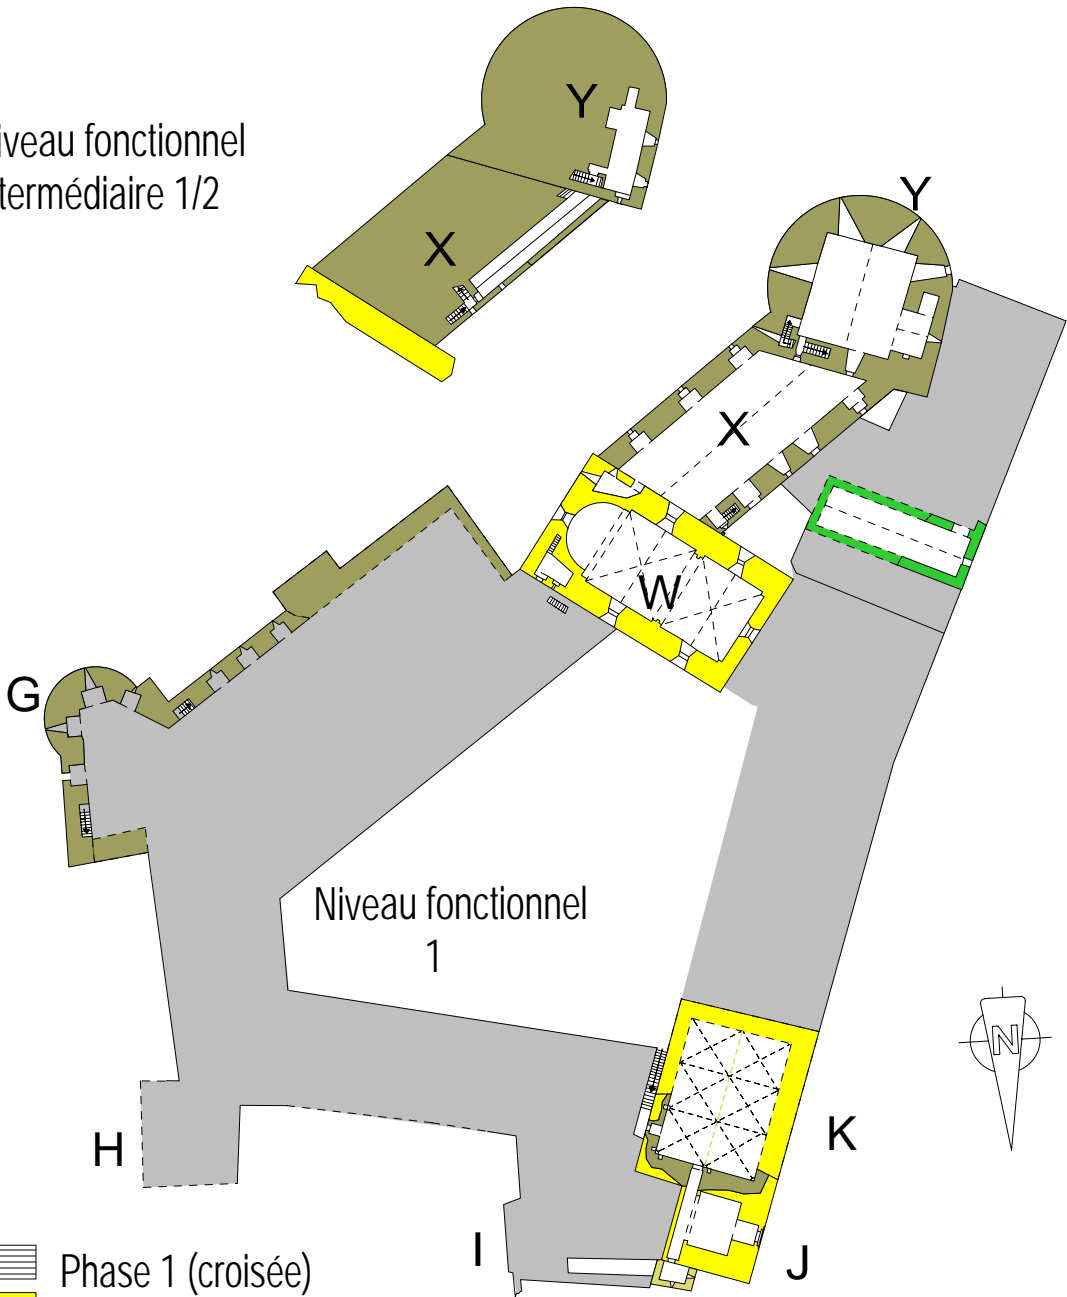 iveau fonctionnel
termédiaire 1/2
Y
X
Y
X
W
G
Niveau fonctionnel
1
N
H
K
I
J
Phase 1 (croisée)